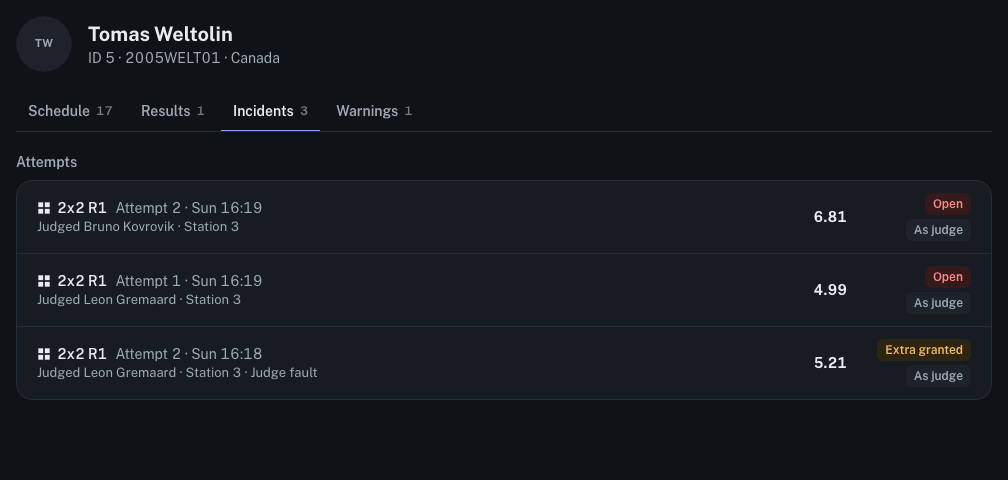 TW
Tomas Weltolin
ID 5 · 2005WELT01 · Canada
Schedule 17 Results 1 Incidents 3 Warnings 1
Attempts
2x2 R1 Attempt 2 · Sun 16:19
Judged Bruno Kovrovik · Station 3
6.81
Open
As judge
2x2 R1 Attempt 1 · Sun 16:19
Judged Leon Gremaard · Station 3
4.99
Open
As judge
2x2 R1 Attempt 2 · Sun 16:18
Judged Leon Gremaard · Station 3 · Judge fault
5.21
Extra granted
As judge